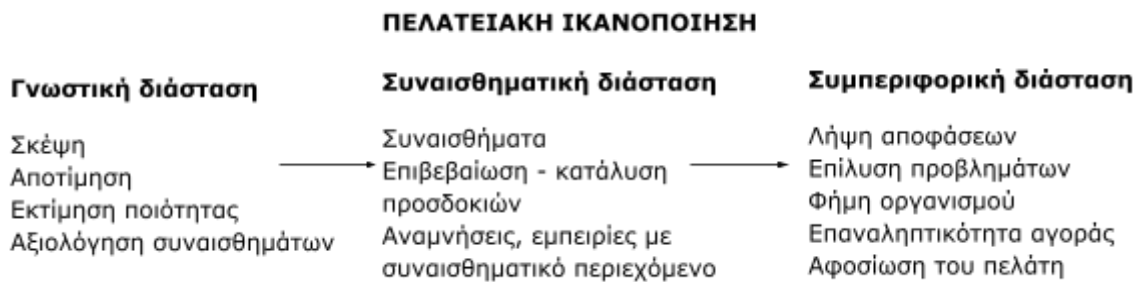 ΠΕΛΑΤΕΙΑΚΗ ΙΚΑΝΟΠΟΙΗΣΗ
Γνωστική διάσταση
Σκέψη
Αποτίμηση
Εκτίμηση ποιότητας
Αξιολόγηση συναισθημάτων
Συναισθηματική διάσταση
Συναισθήματα
Επιβεβαίωση - κατάλυση
προσδοκιών
Αναμνήσεις, εμπειρίες με
συναισθηματικό περιεχόμενο
Συμπεριφορική διάσταση
Λήψη αποφάσεων
Επίλυση προβλημάτων
Φήμη οργανισμού
Επαναληπτικότητα αγοράς
Αφοσίωση του πελάτη